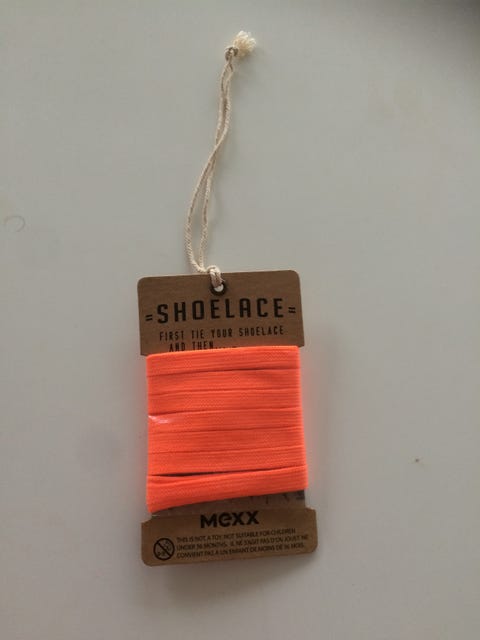 =SHOELACE=
FIRST TIE YOUR SHOELACE
AND THEN.....
Mexx
THIS IS NOT A TOY. NOT SUITABLE FOR CHILDREN
UNDER 36 MONTHS. IL NE S'AGIT PAS D'UN JOUET NE
CONVIENT PAS À UN ENFANT DE MOINS DE 36 MOIS.